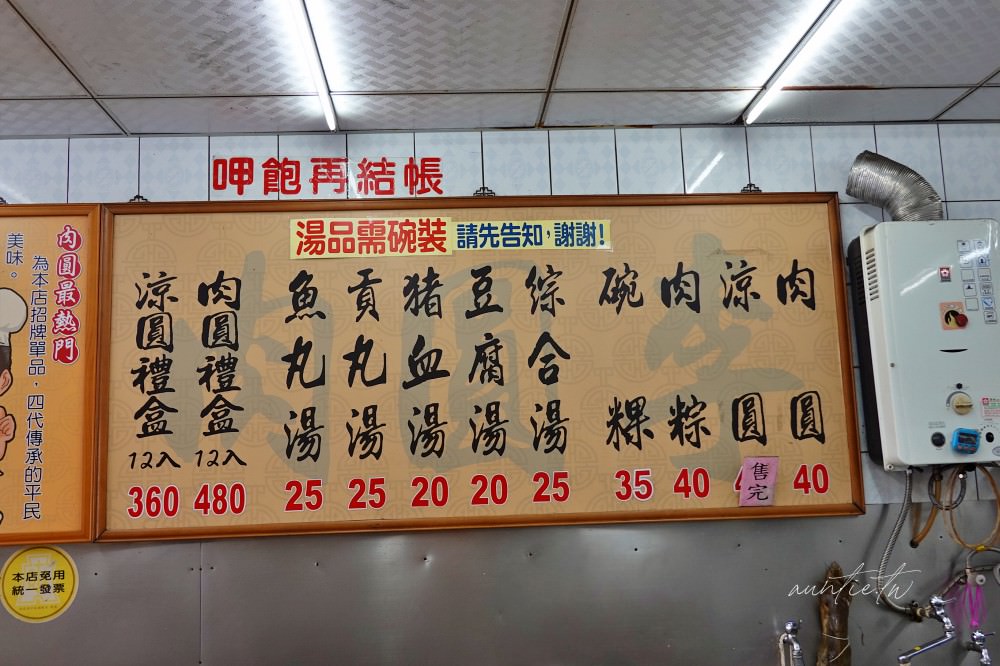 呷飽再結帳
湯品需碗裝 請先告知,謝謝!
肉圓 40
涼圓 售完
肉粽 40
碗粿 35
綜合湯 25
豆腐湯 20
猪血湯 20
貢丸湯 25
魚丸湯 25
肉圓禮盒 12入 480
涼圓禮盒 12入 360
肉圓最熱門
為本店招牌單品,四代傳承的平民
美味。
本店免用
統一發票
auntie.tw